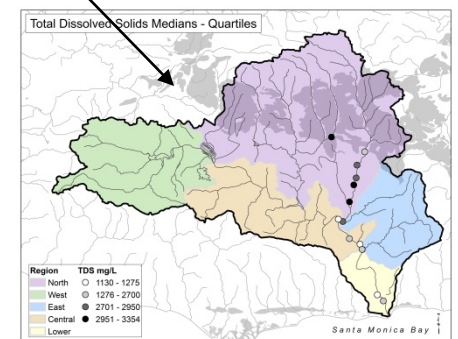 Total Dissolved Solids Medians - Quartiles
Region TDS mg/L
North 1130 - 1275
West 1276 - 2700
East 2701 - 2950
Central 2951 - 3354
Lower
Santa Monica Bay